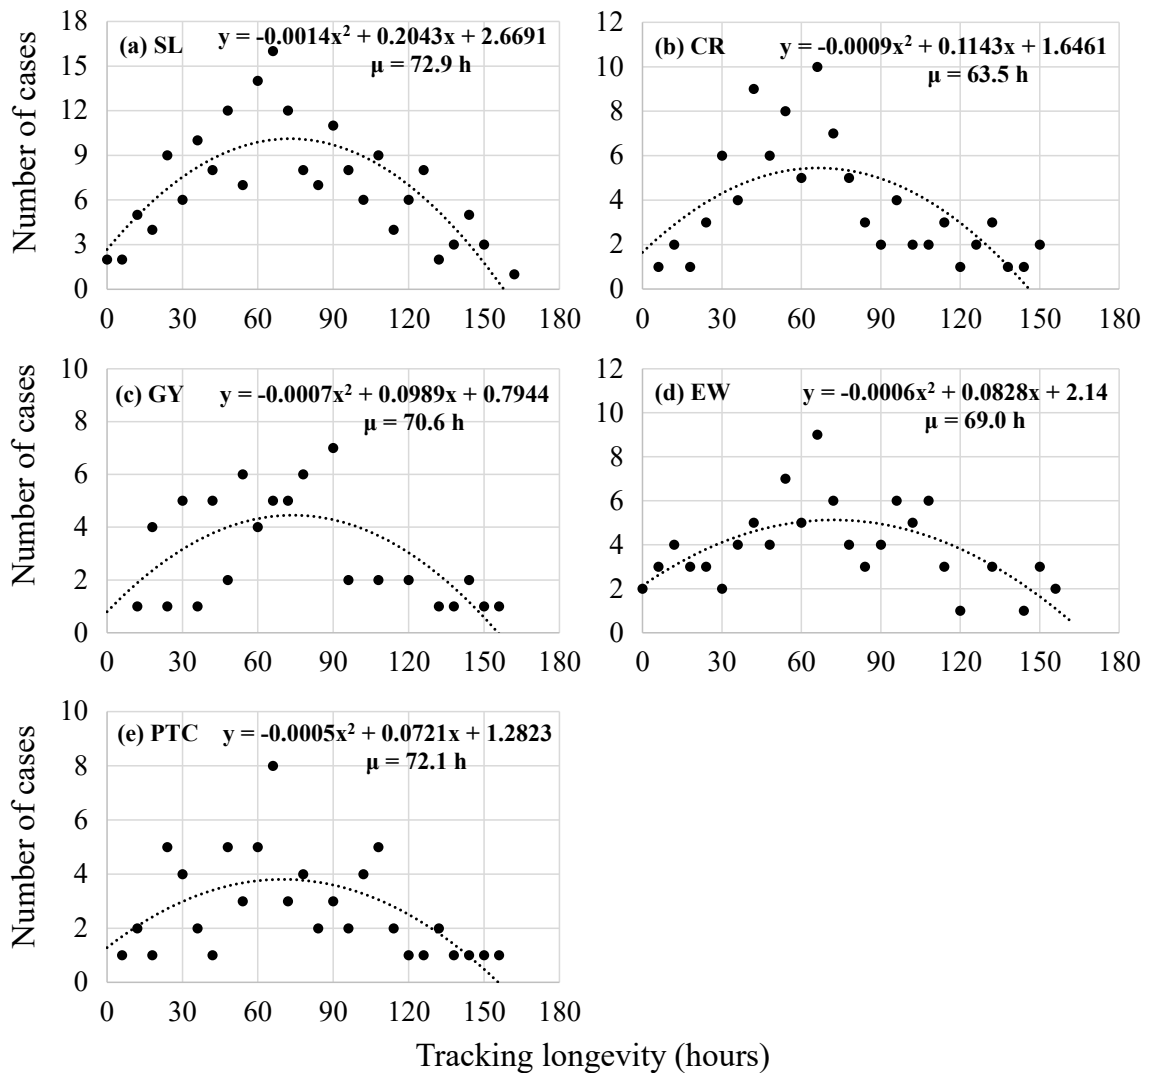 (a) SL
y = -0.0014x² + 0.2043x + 2.6691
μ = 72.9 h
Number of cases
18
15
12
9
6
3
0
0 30 60 90 120 150 180
(b) CR
y = -0.0009x² + 0.1143x + 1.6461
μ = 63.5 h
12
10
8
6
4
2
0
0 30 60 90 120 150 180
(c) GY
y = -0.0007x² + 0.0989x + 0.7944
μ = 70.6 h
Number of cases
10
8
6
4
2
0
0 30 60 90 120 150 180
(d) EW
y = -0.0006x² + 0.0828x + 2.14
μ = 69.0 h
12
10
8
6
4
2
0
0 30 60 90 120 150 180
(e) PTC
y = -0.0005x² + 0.0721x + 1.2823
μ = 72.1 h
Number of cases
10
8
6
4
2
0
0 30 60 90 120 150 180
Tracking longevity (hours)